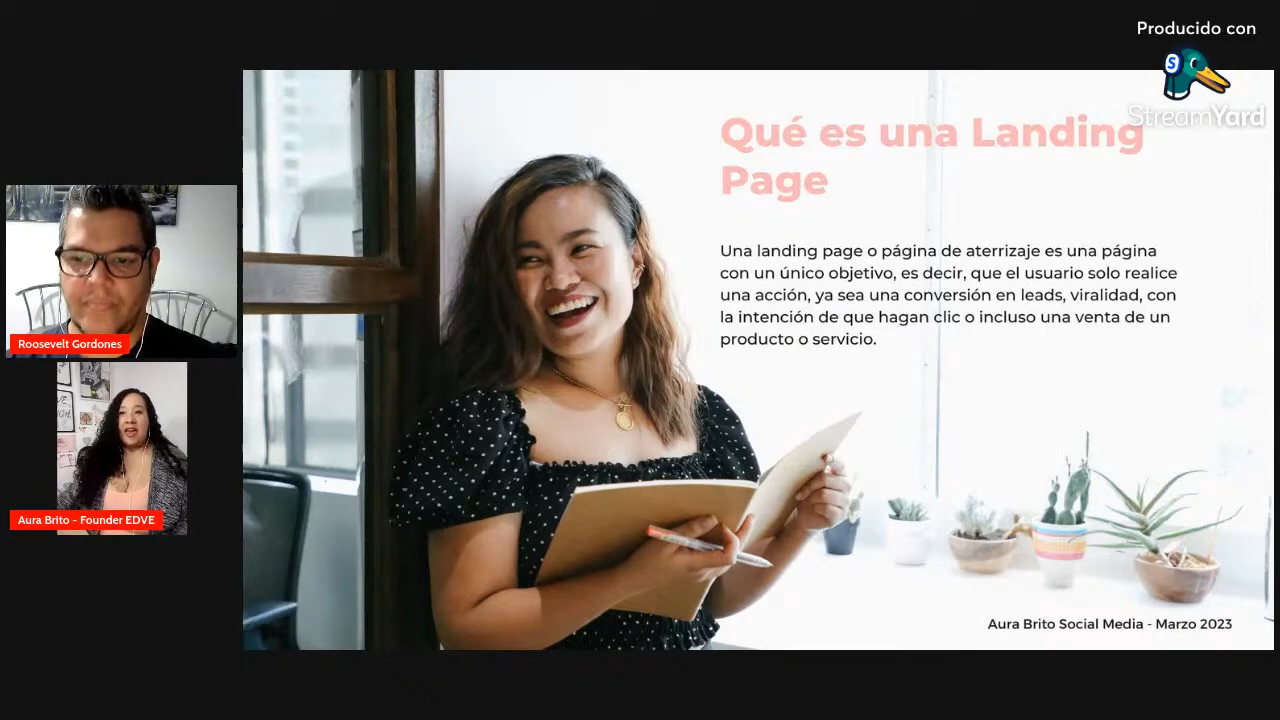 Producido con
S
StreamYard
Qué es una Landing
Page
Una landing page o página de aterrizaje es una página
con un único objetivo, es decir, que el usuario solo realice
una acción, ya sea una conversión en leads, viralidad, con
la intención de que hagan clic o incluso una venta de un
producto o servicio.
Roosevelt Gordones
Aura Brito - Founder EDVE
Aura Brito Social Media - Marzo 2023